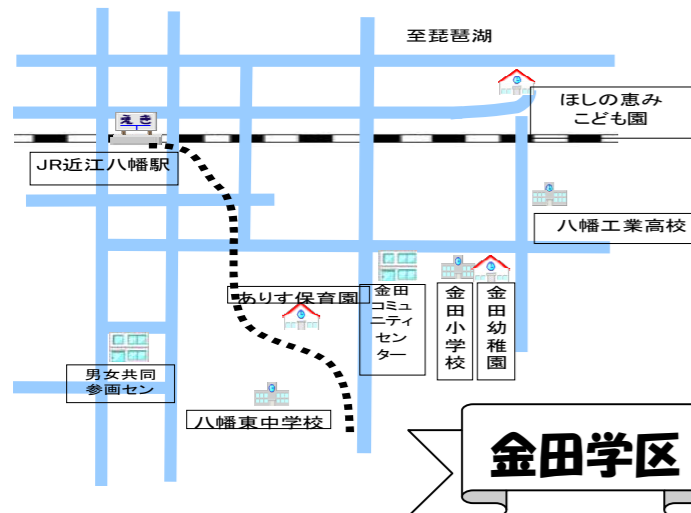 至琵琶湖
ほしの恵み
こども園
えき
JR近江八幡駅
八幡工業高校
ありす保育園
金田
コミュ
ニティ
セン
ター
金田小学校
金田幼稚園
男女共同
参画セン
八幡東中学校
金田学区